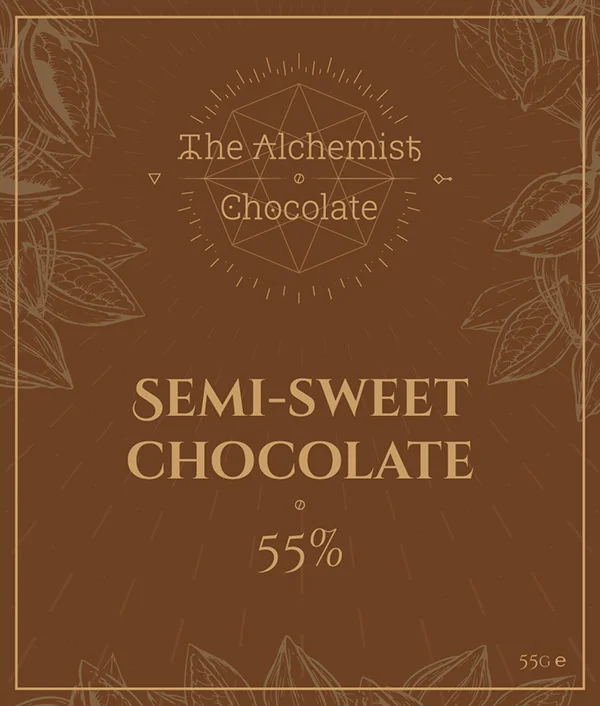 The Alchemist
Chocolate
SEMI-SWEET
CHOCOLATE
55%
55G e